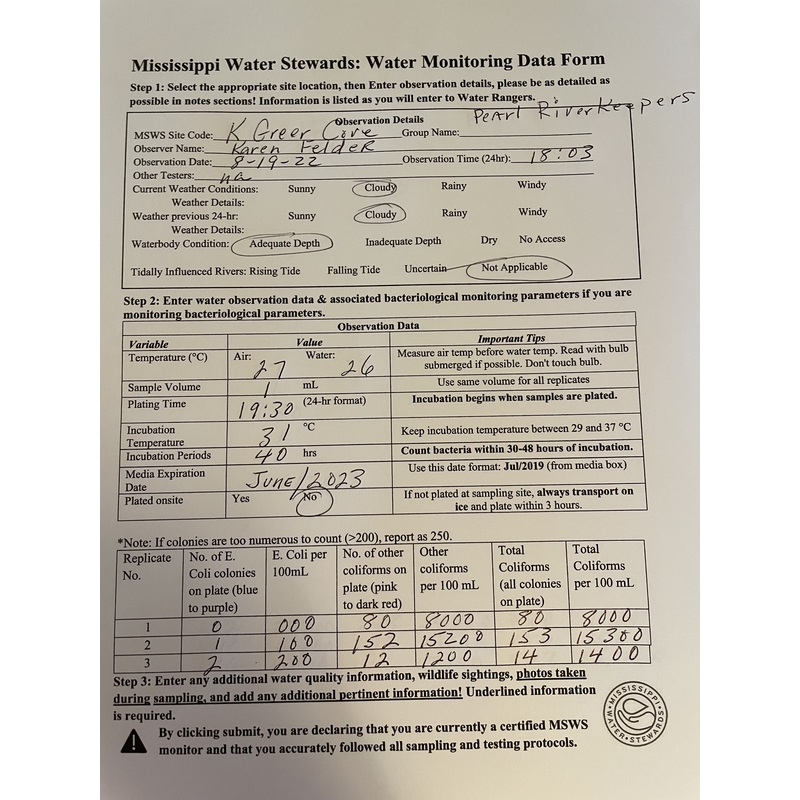 Mississippi Water Stewards: Water Monitoring Data Form
Step 1: Select the appropriate site location, then Enter observation details, please be as detailed as
possible in notes sections! Information is listed as you will enter to Water Rangers.
Observation Details
Pearl RiverKeepers
MSWS Site Code: K Greer Cove Group Name:
Observer Name: Karen Felder
Observation Date: 8-19-22 Observation Time (24hr): 18:03
Other Testers: na
Current Weather Conditions: Sunny Cloudy Rainy Windy
Weather Details:
Weather previous 24-hr: Sunny Cloudy Rainy Windy
Weather Details:
Waterbody Condition: Adequate Depth Inadequate Depth Dry No Access
Tidally Influenced Rivers: Rising Tide Falling Tide Uncertain Not Applicable
Step 2: Enter water observation data & associated bacteriological monitoring parameters if you are
monitoring bacteriological parameters.
Observation Data
Variable Value Important Tips
Temperature (°C) Air: 27 Water: 26 Measure air temp before water temp. Read with bulb
submerged if possible. Don't touch bulb.
Sample Volume 1 mL Use same volume for all replicates
Plating Time 19:30 (24-hr format) Incubation begins when samples are plated.
Incubation
Temperature 31 °C Keep incubation temperature between 29 and 37 °C
Incubation Periods 40 hrs Count bacteria within 30-48 hours of incubation.
Media Expiration
Date June/2023 Use this date format: Jul/2019 (from media box)
Plated onsite Yes No If not plated at sampling site, always transport on
ice and plate within 3 hours.
*Note: If colonies are too numerous to count (>200), report as 250.
Replicate No. of E. E. Coli per No. of other Other Total Total
No. Coli colonies 100mL coliforms on coliforms Coliforms Coliforms
on plate (blue plate (pink per 100 mL (all colonies per 100 mL
to purple) to dark red) on plate)
1 0 000 80 8000 80 8000
2 1 100 152 15200 153 15300
3 2 200 12 1200 14 1400
Step 3: Enter any additional water quality information, wildlife sightings, photos taken
during sampling, and add any additional pertinent information! Underlined information
is required.
By clicking submit, you are declaring that you are currently a certified MSWS
monitor and that you accurately followed all sampling and testing protocols.
MISSISSIPPI
WATER STEWARDS